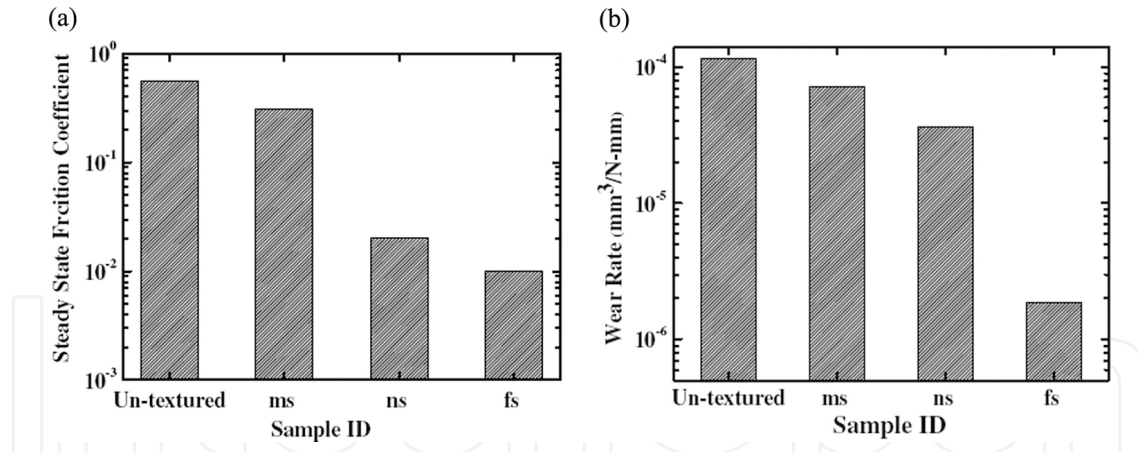 (a)
Steady State Frcition Coefficient
10⁰
10⁻¹
10⁻²
10⁻³
Un-textured ms ns fs
Sample ID
(b)
Wear Rate (mm³/N-mm)
10⁻⁴
10⁻⁵
10⁻⁶
Un-textured ms ns fs
Sample ID